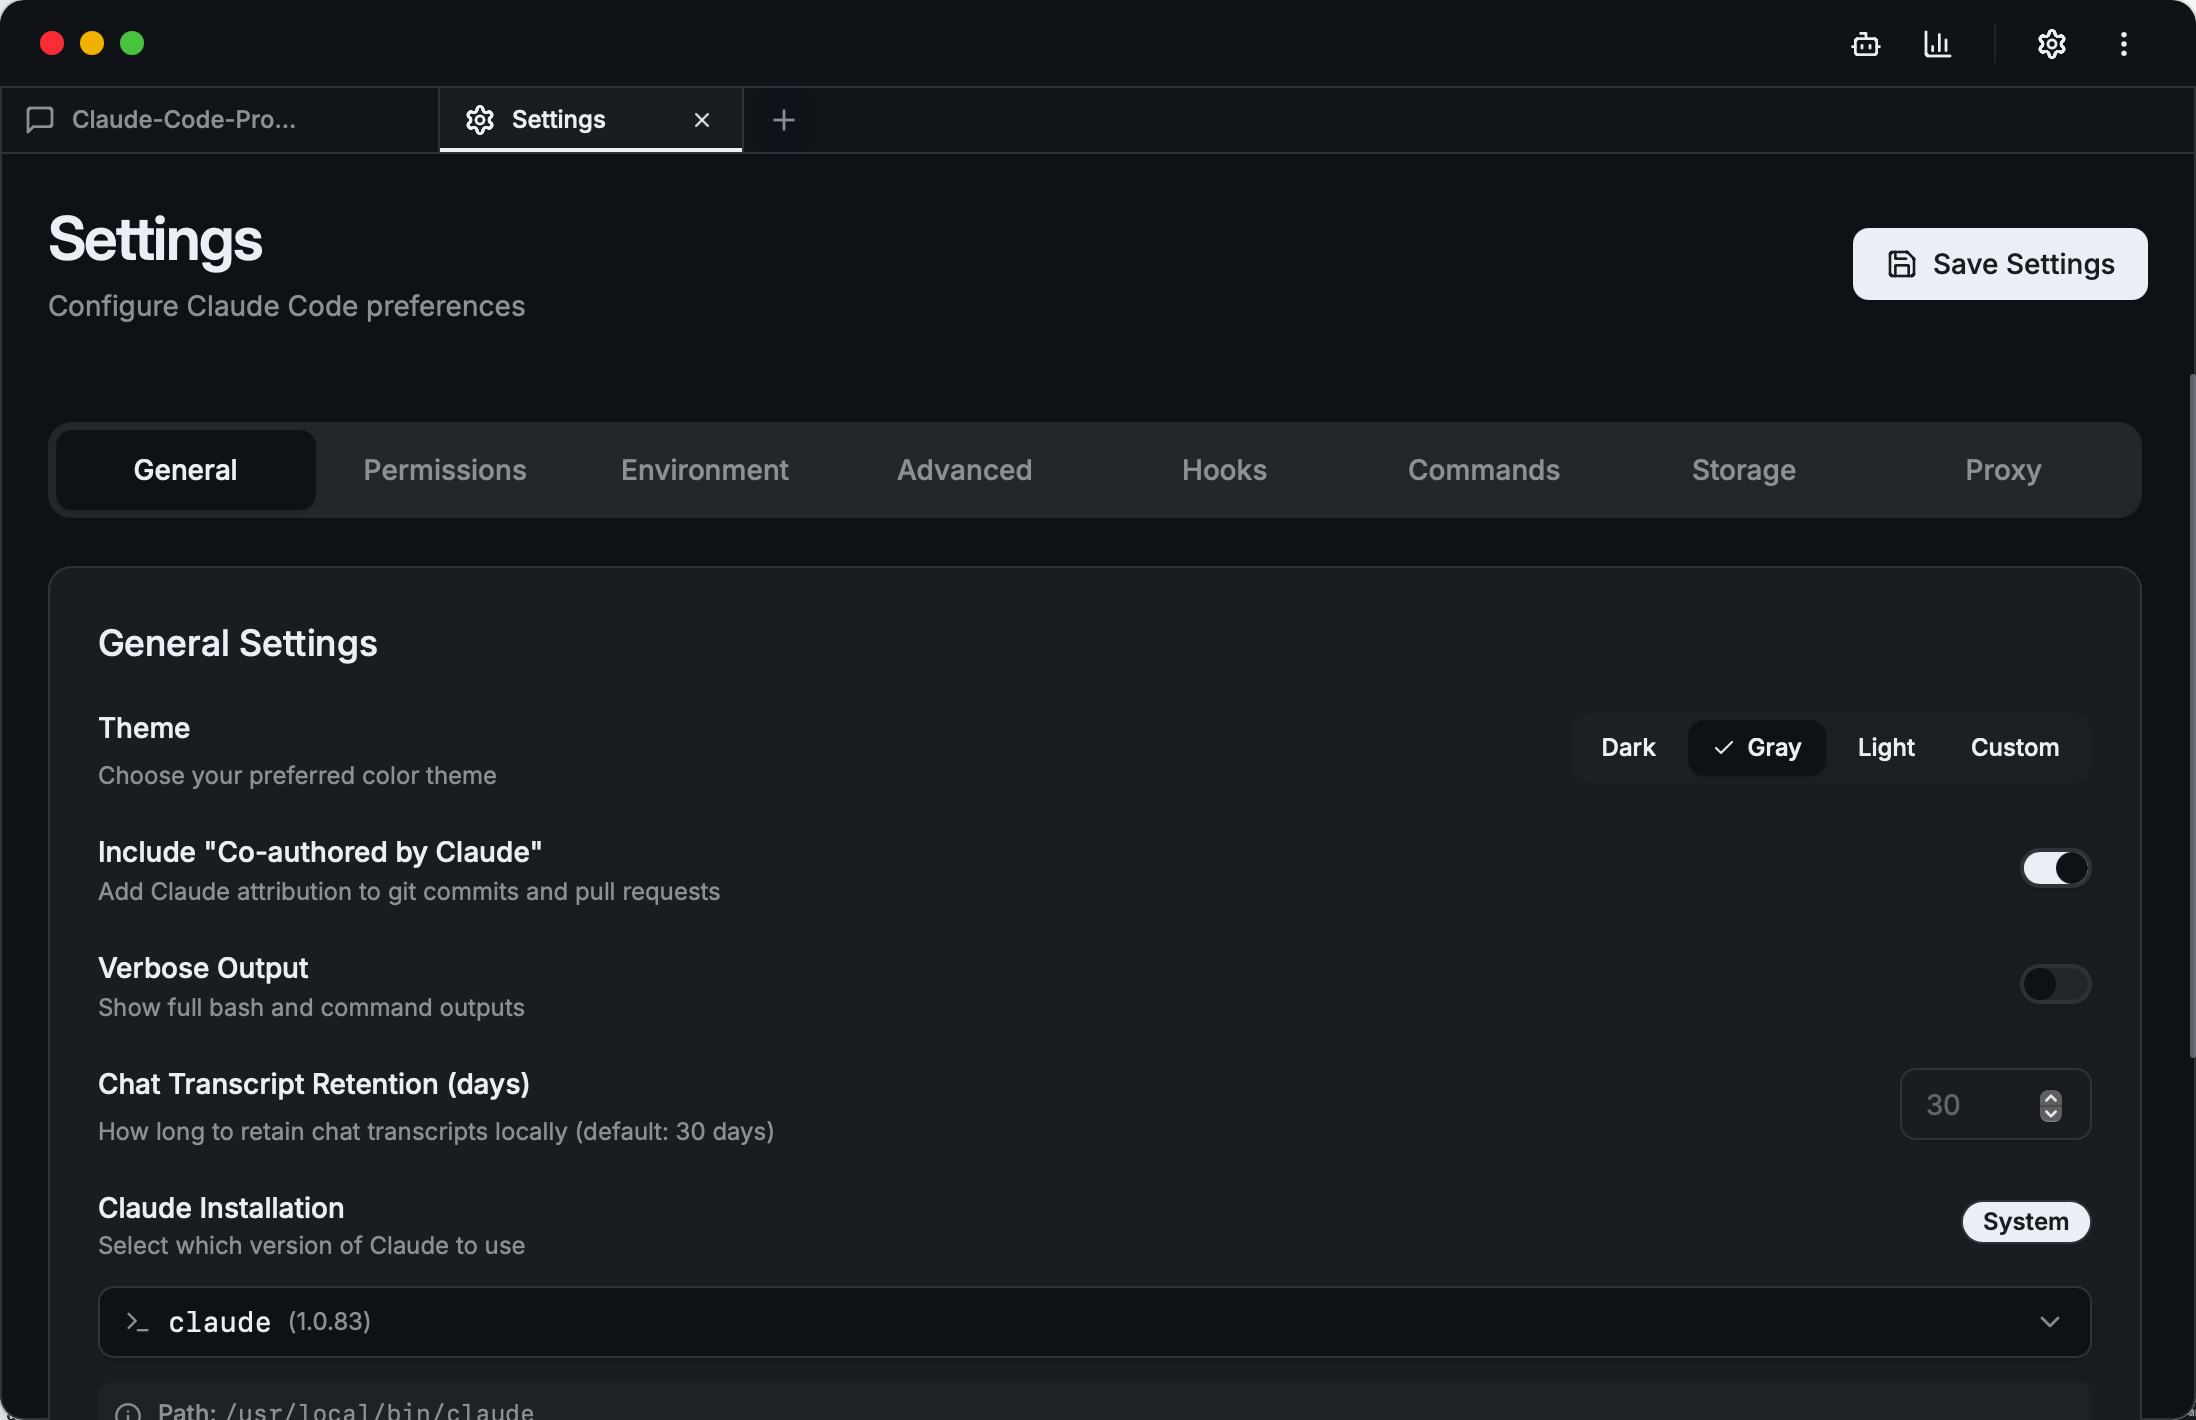 Claude-Code-Pro...
Settings
Settings
Configure Claude Code preferences
Save Settings
General
Permissions
Environment
Advanced
Hooks
Commands
Storage
Proxy
General Settings
Theme
Choose your preferred color theme
Dark
Gray
Light
Custom
Include "Co-authored by Claude"
Add Claude attribution to git commits and pull requests
Verbose Output
Show full bash and command outputs
Chat Transcript Retention (days)
How long to retain chat transcripts locally (default: 30 days)
30
Claude Installation
Select which version of Claude to use
System
claude (1.0.83)
Path: /usr/local/bin/claude